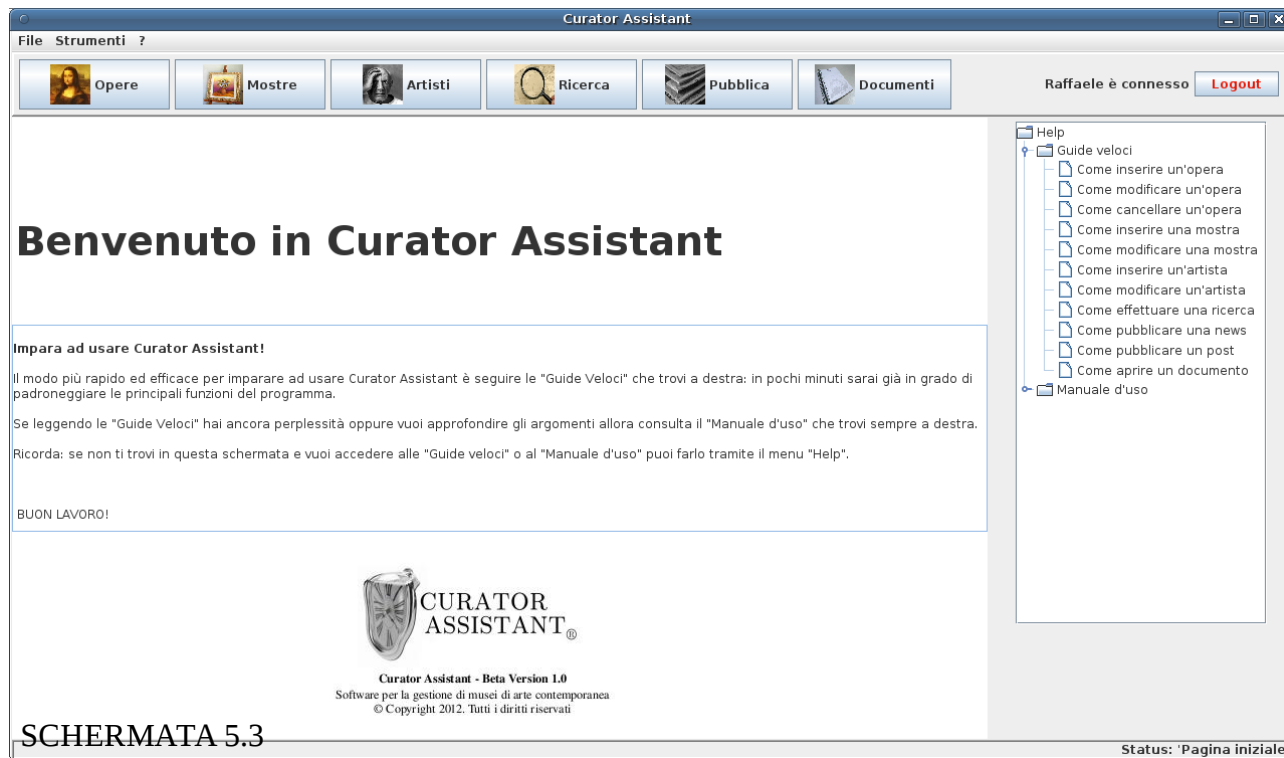 Curator Assistant
File Strumenti ?
Opere Mostre Artisti Ricerca Pubblica Documenti Raffaele è connesso Logout
Benvenuto in Curator Assistant
Impara ad usare Curator Assistant!
Il modo più rapido ed efficace per imparare ad usare Curator Assistant è seguire le "Guide Veloci" che trovi a destra: in pochi minuti sarai già in grado di
padroneggiare le principali funzioni del programma.
Se leggendo le "Guide Veloci" hai ancora perplessità oppure vuoi approfondire gli argomenti allora consulta il "Manuale d'uso" che trovi sempre a destra.
Ricorda: se non ti trovi in questa schermata e vuoi accedere alle "Guide veloci" o al "Manuale d'uso" puoi farlo tramite il menu "Help".
BUON LAVORO!
CURATOR
ASSISTANT®
Curator Assistant - Beta Version 1.0
Software per la gestione di musei di arte contemporanea
© Copyright 2012. Tutti i diritti riservati
Help
Guide veloci
Come inserire un'opera
Come modificare un'opera
Come cancellare un'opera
Come inserire una mostra
Come modificare una mostra
Come inserire un'artista
Come modificare un'artista
Come effettuare una ricerca
Come pubblicare una news
Come pubblicare un post
Come aprire un documento
Manuale d'uso
SCHERMATA 5.3
Status: 'Pagina iniziale